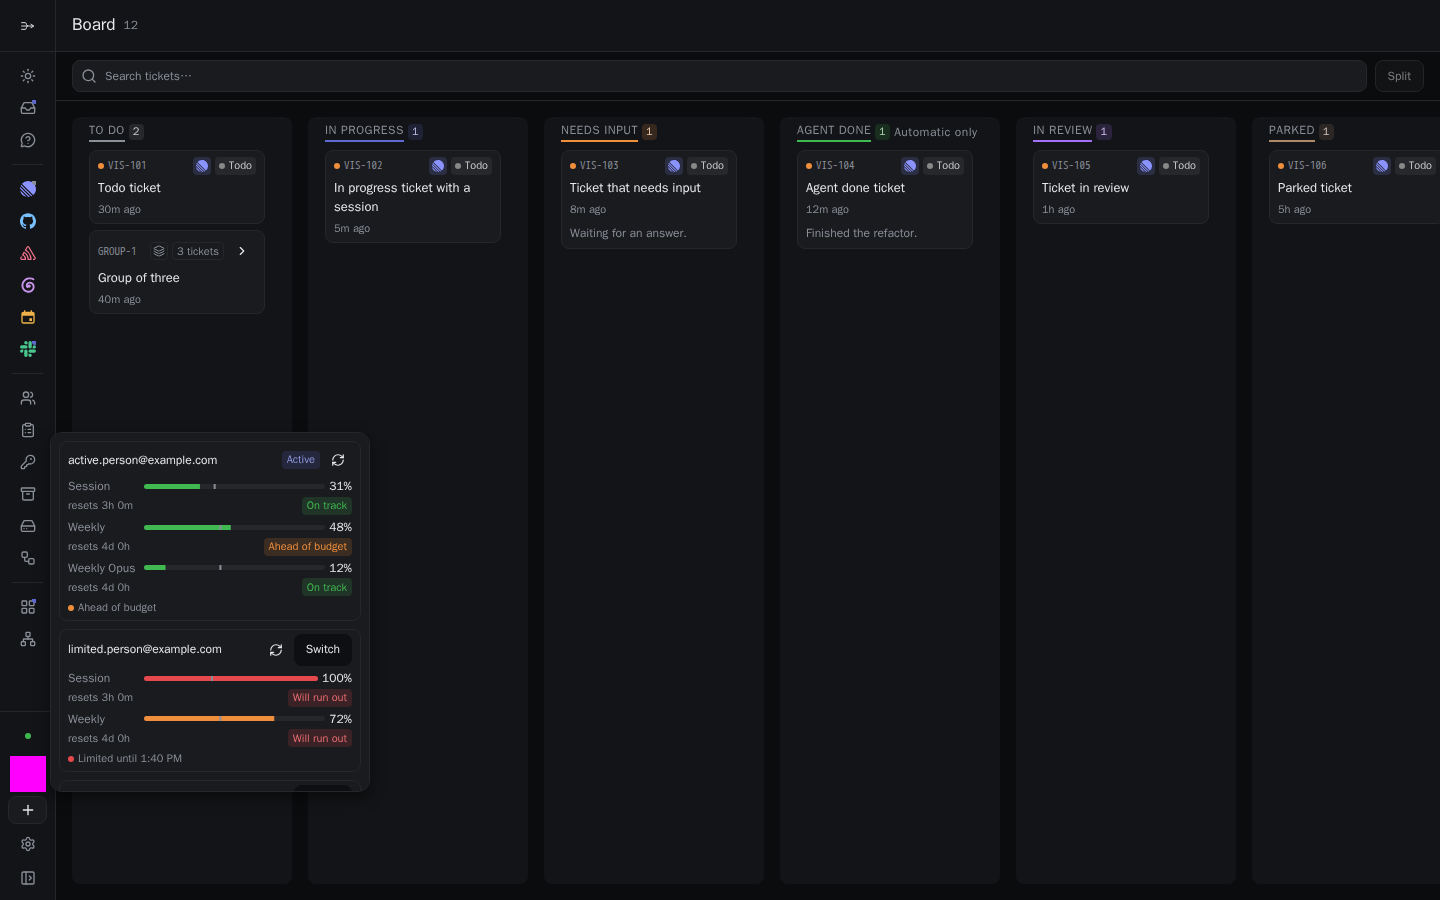 Board 12
Search tickets…
Split
TO DO 2
VIS-101 Todo
Todo ticket
30m ago
GROUP-1 3 tickets
Group of three
40m ago
IN PROGRESS 1
VIS-102 Todo
In progress ticket with a
session
5m ago
NEEDS INPUT 1
VIS-103 Todo
Ticket that needs input
8m ago
Waiting for an answer.
AGENT DONE 1 Automatic only
VIS-104 Todo
Agent done ticket
12m ago
Finished the refactor.
IN REVIEW 1
VIS-105 Todo
Ticket in review
1h ago
PARKED 1
VIS-106 Todo
Parked ticket
5h ago
active.person@example.com Active
Session 31%
resets 3h 0m On track
Weekly 48%
resets 4d 0h Ahead of budget
Weekly Opus 12%
resets 4d 0h On track
Ahead of budget
limited.person@example.com Switch
Session 100%
resets 3h 0m Will run out
Weekly 72%
resets 4d 0h Will run out
Limited until 1:40 PM